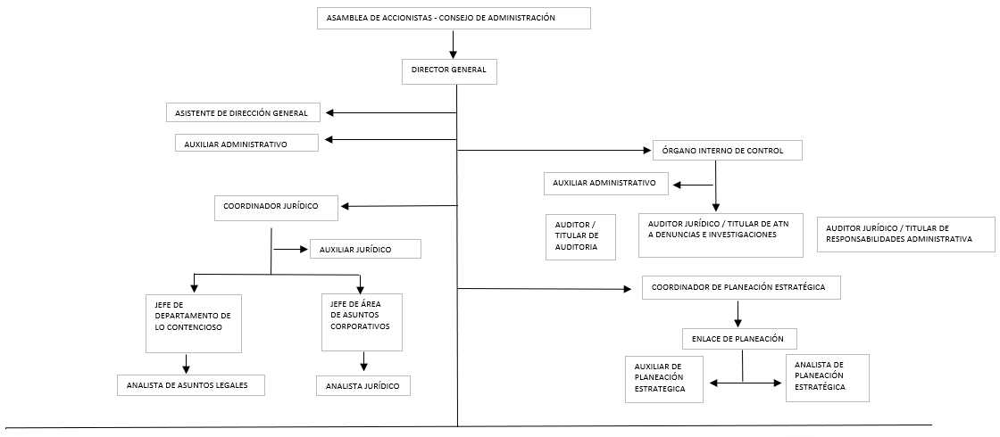 ASAMBLEA DE ACCIONISTAS - CONSEJO DE ADMINISTRACIÓN
DIRECTOR GENERAL
ASISTENTE DE DIRECCIÓN GENERAL
AUXILIAR ADMINISTRATIVO
ÓRGANO INTERNO DE CONTROL
AUXILIAR ADMINISTRATIVO
COORDINADOR JURÍDICO
AUDITOR /
TITULAR DE
AUDITORIA
AUDITOR JURÍDICO / TITULAR DE ATN
A DENUNCIAS E INVESTIGACIONES
AUDITOR JURÍDICO / TITULAR DE
RESPONSABILIDADES ADMINISTRATIVA
AUXILIAR JURÍDICO
COORDINADOR DE PLANEACIÓN ESTRATÉGICA
JEFE DE
DEPARTAMENTO DE
LO CONTENCIOSO
JEFE DE ÁREA
DE ASUNTOS
CORPORATIVOS
ENLACE DE PLANEACIÓN
AUXILIAR DE
PLANEACIÓN
ESTRATEGICA
ANALISTA DE
PLANEACIÓN
ESTRATÉGICA
ANALISTA DE ASUNTOS LEGALES
ANALISTA JURÍDICO